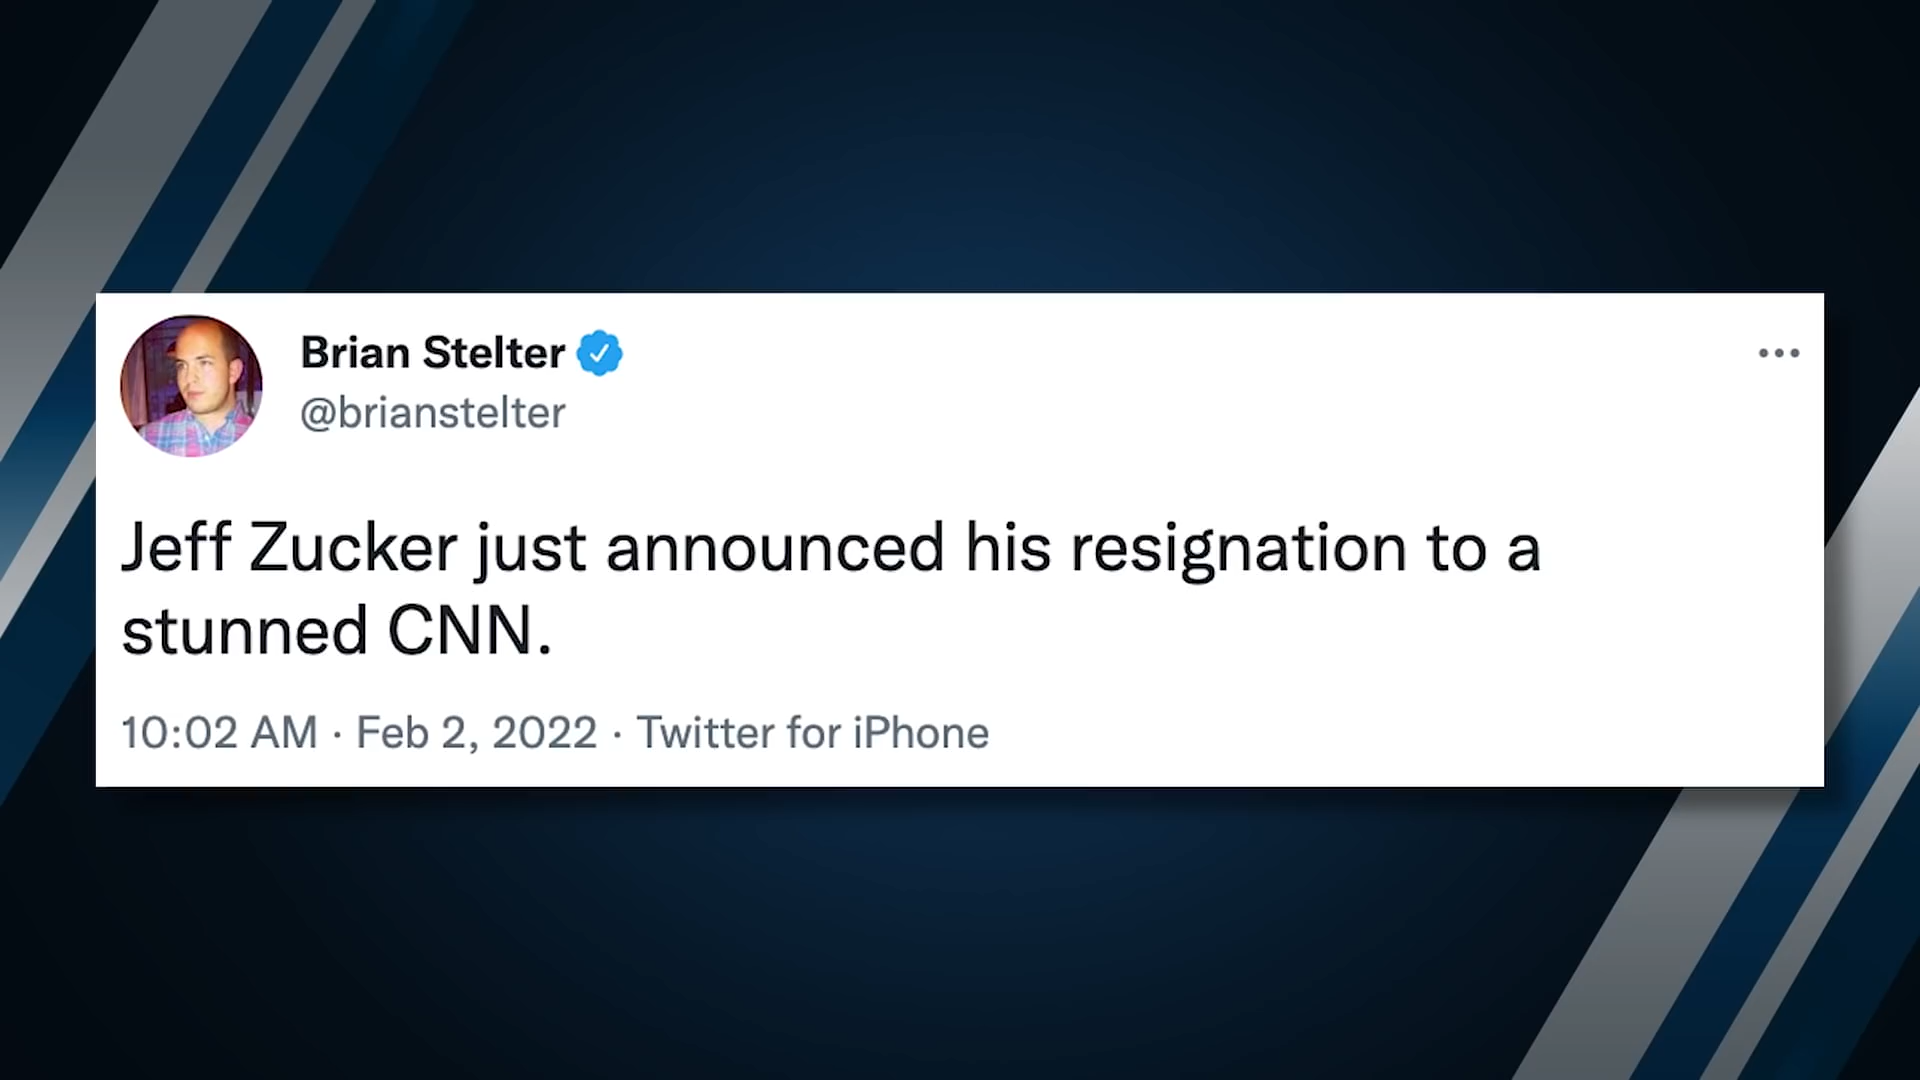 Brian Stelter
@brianstelter
Jeff Zucker just announced his resignation to a
stunned CNN.
10:02 AM · Feb 2, 2022 · Twitter for iPhone